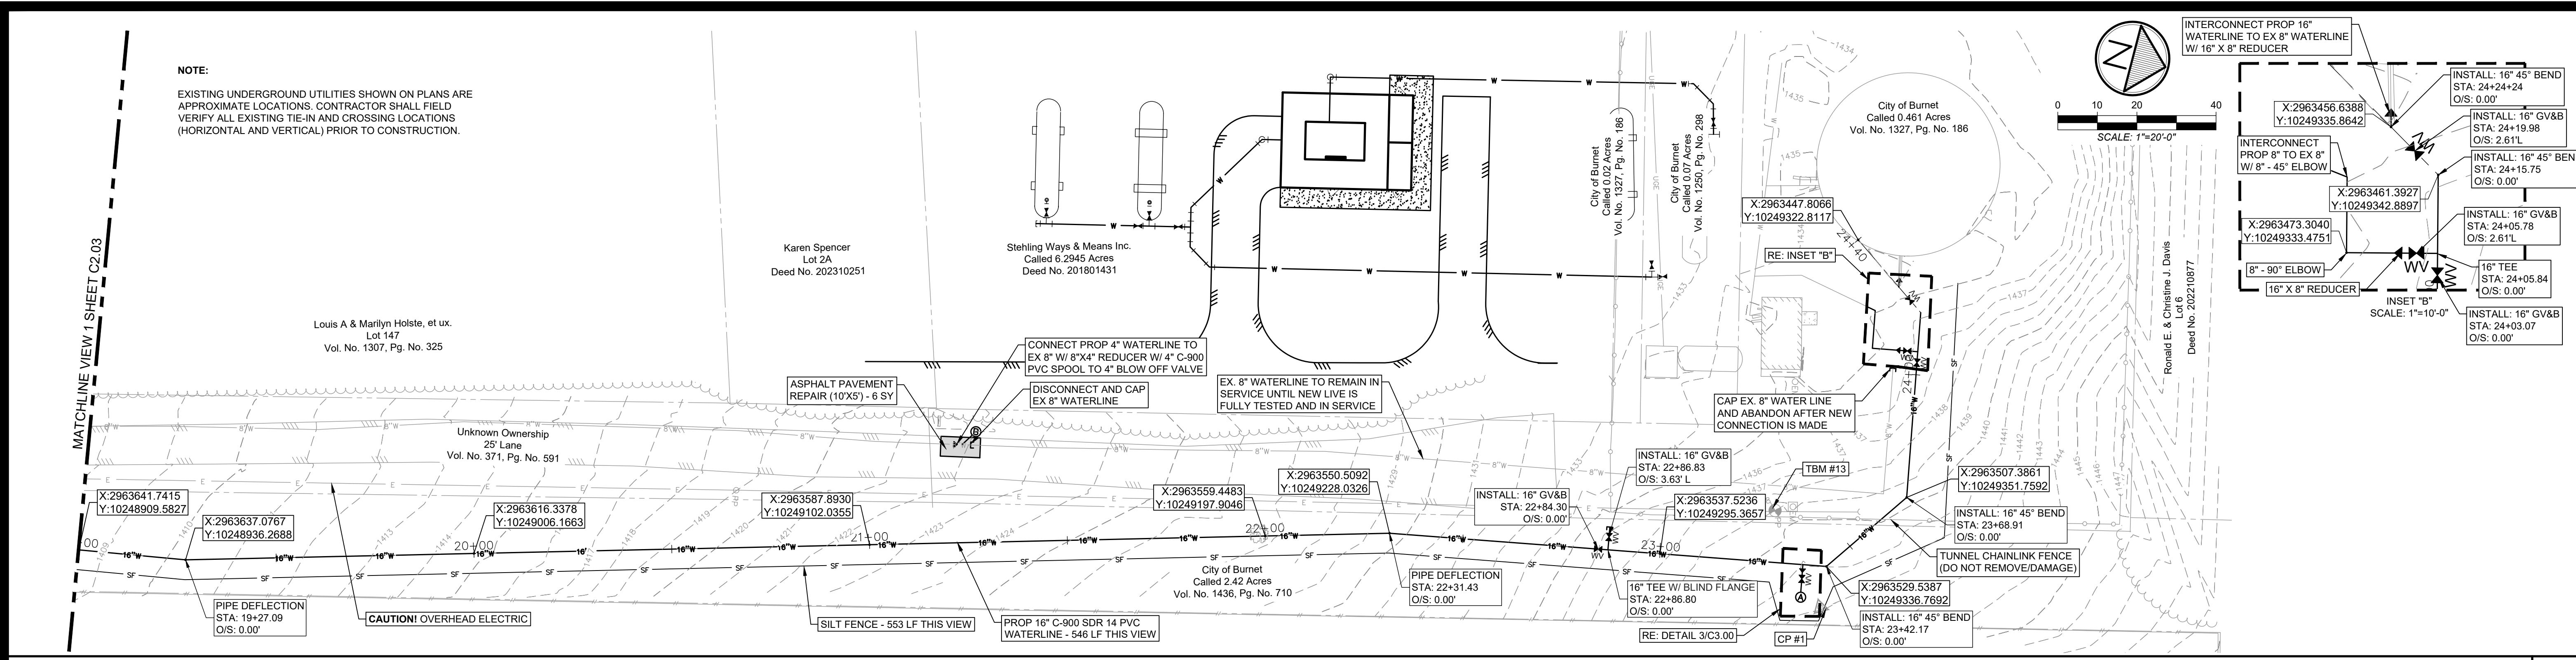 NOTE:
EXISTING UNDERGROUND UTILITIES SHOWN ON PLANS ARE
APPROXIMATE LOCATIONS. CONTRACTOR SHALL FIELD
VERIFY ALL EXISTING TIE-IN AND CROSSING LOCATIONS
(HORIZONTAL AND VERTICAL) PRIOR TO CONSTRUCTION.
MATCHLINE VIEW 1 SHEET C2.03
Louis A & Marilyn Holste, et ux.
Lot 147
Vol. No. 1307, Pg. No. 325
Karen Spencer
Lot 2A
Deed No. 202310251
Stehling Ways & Means Inc.
Called 6.2945 Acres
Deed No. 201801431
City of Burnet
Called 0.02 Acres
Vol. No. 1327, Pg. No. 186
City of Burnet
Called 0.07 Acres
Vol. No. 1250, Pg. No. 298
City of Burnet
Called 0.461 Acres
Vol. No. 1327, Pg. No. 186
N
0 10 20 40
SCALE: 1"=20'-0"
Ronald E. & Christine J. Davis
Lot 6
Deed No. 202210877
INTERCONNECT PROP 16"
WATERLINE TO EX 8" WATERLINE
W/ 16" X 8" REDUCER
INSTALL: 16" 45° BEND
STA: 24+24+24
O/S: 0.00'
X:2963456.6388
Y:10249335.8642
INSTALL: 16" GV&B
STA: 24+19.98
O/S: 2.61'L
INTERCONNECT
PROP 8" TO EX 8"
W/ 8" - 45° ELBOW
INSTALL: 16" 45° BEN
STA: 24+15.75
O/S: 0.00'
X:2963461.3927
Y:10249342.8897
INSTALL: 16" GV&B
STA: 24+05.78
O/S: 2.61'L
X:2963473.3040
Y:10249333.4751
8" - 90° ELBOW
16" TEE
STA: 24+05.84
O/S: 0.00'
16" X 8" REDUCER
WV
WV
WV
INSET "B"
SCALE: 1"=10'-0"
INSTALL: 16" GV&B
STA: 24+03.07
O/S: 0.00'
X:2963447.8066
Y:10249322.8117
24+40
RE: INSET "B"
CAP EX. 8" WATER LINE
AND ABANDON AFTER NEW
CONNECTION IS MADE
CONNECT PROP 4" WATERLINE TO
EX 8" W/ 8"X4" REDUCER W/ 4" C-900
PVC SPOOL TO 4" BLOW OFF VALVE
ASPHALT PAVEMENT
REPAIR (10'X5') - 6 SY
DISCONNECT AND CAP
EX 8" WATERLINE
B
EX. 8" WATERLINE TO REMAIN IN
SERVICE UNTIL NEW LIVE IS
FULLY TESTED AND IN SERVICE
Unknown Ownership
25' Lane
Vol. No. 371, Pg. No. 591
X:2963641.7415
Y:10248909.5827
X:2963637.0767
Y:10248936.2688
X:2963616.3378
Y:10249006.1663
X:2963587.8930
Y:10249102.0355
X:2963559.4483
Y:10249197.9046
X:2963550.5092
Y:10249228.0326
INSTALL: 16" GV&B
STA: 22+84.30
O/S: 0.00'
INSTALL: 16" GV&B
STA: 22+86.83
O/S: 3.63' L
X:2963537.5236
Y:10249295.3657
TBM #13
X:2963507.3861
Y:10249351.7592
INSTALL: 16" 45° BEND
STA: 23+68.91
O/S: 0.00'
TUNNEL CHAINLINK FENCE
(DO NOT REMOVE/DAMAGE)
X:2963529.5387
Y:10249336.7692
INSTALL: 16" 45° BEND
STA: 23+42.17
O/S: 0.00'
20+00
21+00
22+00
23+00
PIPE DEFLECTION
STA: 19+27.09
O/S: 0.00'
CAUTION! OVERHEAD ELECTRIC
SILT FENCE - 553 LF THIS VIEW
PROP 16" C-900 SDR 14 PVC
WATERLINE - 546 LF THIS VIEW
City of Burnet
Called 2.42 Acres
Vol. No. 1436, Pg. No. 710
PIPE DEFLECTION
STA: 22+31.43
O/S: 0.00'
16" TEE W/ BLIND FLANGE
STA: 22+86.80
O/S: 0.00'
RE: DETAIL 3/C3.00
CP #1
A